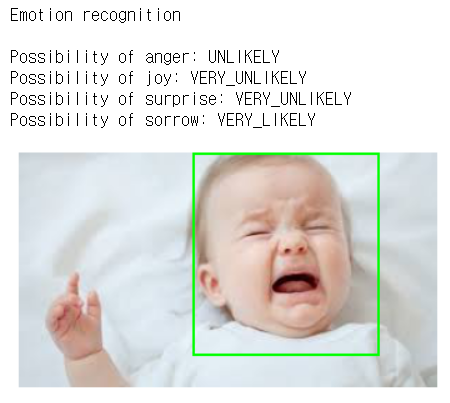 Emotion recognition
Possibility of anger: UNLIKELY
Possibility of joy: VERY_UNLIKELY
Possibility of surprise: VERY_UNLIKELY
Possibility of sorrow: VERY_LIKELY